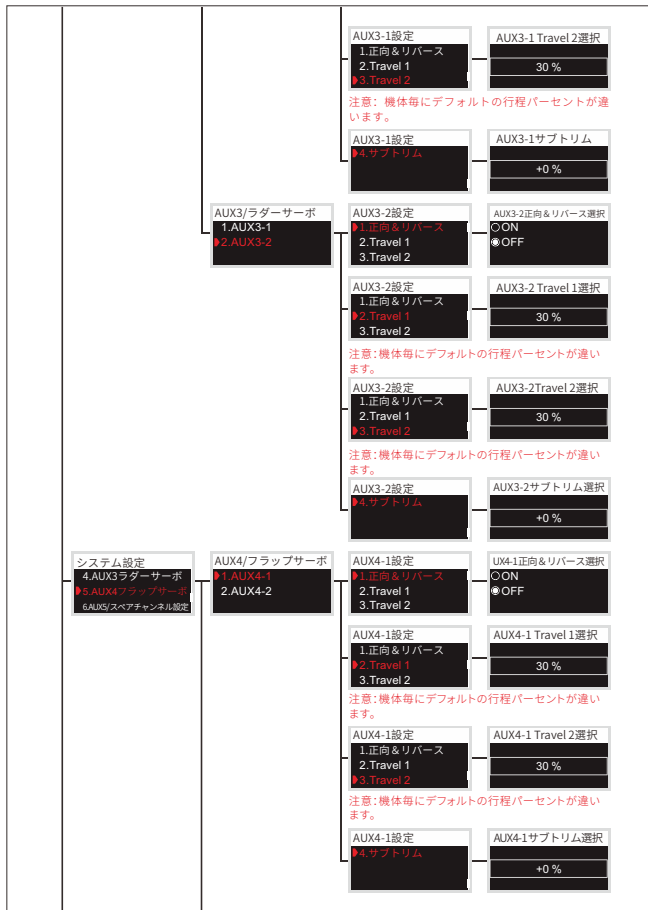 AUX3-1設定
1.正向&リバース
2.Travel 1
3.Travel 2
AUX3-1 Travel 2選択
30 %
注意：機体毎にデフォルトの行程パーセントが違
います。
AUX3-1設定
4.サブトリム
AUX3-1サブトリム
+0 %
AUX3/ラダーサーボ
1.AUX3-1
2.AUX3-2
AUX3-2設定
1.正向&リバース
2.Travel 1
3.Travel 2
AUX3-2正向&リバース選択
ON
OFF
AUX3-2設定
1.正向&リバース
2.Travel 1
3.Travel 2
AUX3-2 Travel 1選択
30 %
注意：機体毎にデフォルトの行程パーセントが違い
ます。
AUX3-2設定
1.正向&リバース
2.Travel 1
3.Travel 2
AUX3-2Travel 2選択
30 %
注意：機体毎にデフォルトの行程パーセントが違い
ます。
AUX3-2設定
4.サブトリム
AUX3-2サブトリム選択
+0 %
システム設定
4.AUX3ラダーサーボ
5.AUX4フラップサーボ
6.AUX5/スペアチャンネル設定
AUX4/フラップサーボ
1.AUX4-1
2.AUX4-2
AUX4-1設定
1.正向&リバース
2.Travel 1
3.Travel 2
UX4-1正向&リバース選択
ON
OFF
AUX4-1設定
1.正向&リバース
2.Travel 1
3.Travel 2
AUX4-1 Travel 1選択
30 %
注意：機体毎にデフォルトの行程パーセントが違い
ます。
AUX4-1設定
1.正向&リバース
2.Travel 1
3.Travel 2
AUX4-1 Travel 2選択
30 %
注意：機体毎にデフォルトの行程パーセントが違い
ます。
AUX4-1設定
4.サブトリム
AUX4-1サブトリム選択
+0 %